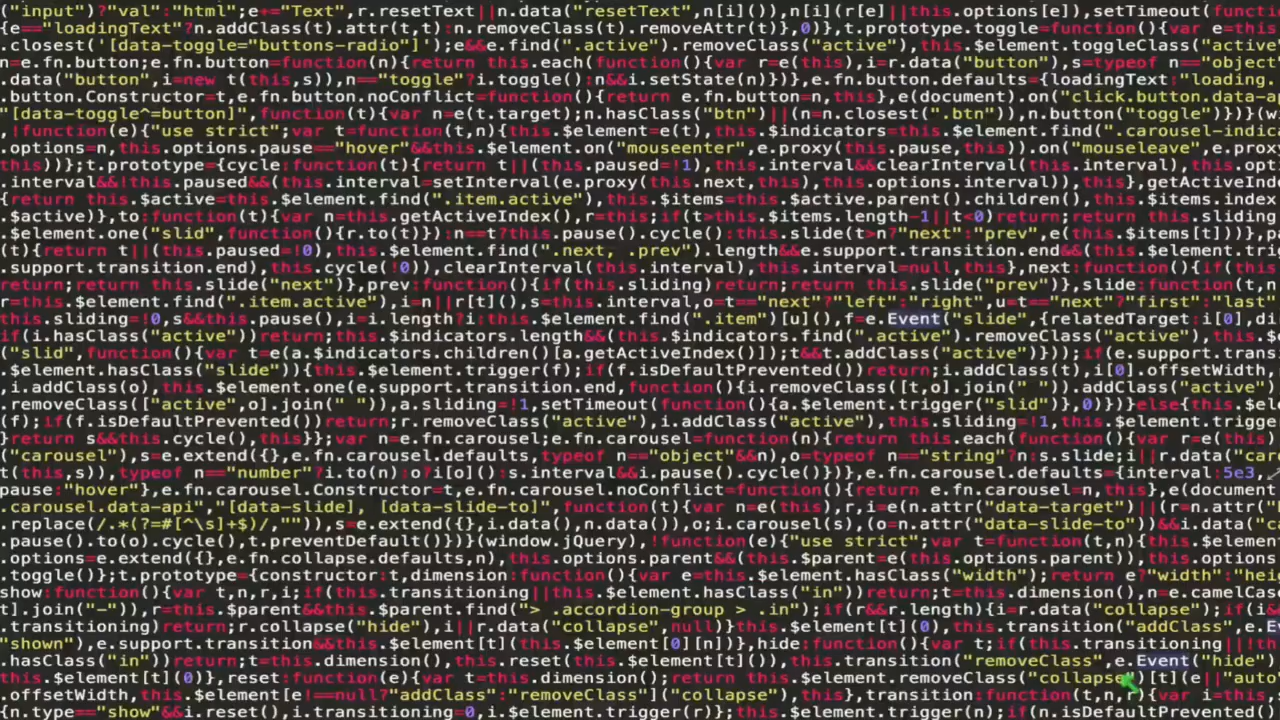 ("input")?"val":"html";e+="Text",r.resetText||n.data("resetText",n[i]()),n[i](r[e]||this.options[e]),setTimeout(functi
{e=="loadingText"?n.addClass(t).attr(t,t):n.removeClass(t).removeAttr(t)},0)},t.prototype.toggle=function(){var e=this
.closest('[data-toggle="buttons-radio"]');e&&e.find(".active").removeClass("active"),this.$element.toggleClass("active
n=e.fn.button;e.fn.button=function(n){return this.each(function(){var r=e(this),i=r.data("button"),s=typeof n=="object"
.data("button",i=new t(this,s)),n=="toggle"?i.toggle():n&&i.setState(n)})},e.fn.button.defaults={loadingText:"loading.
.button.Constructor=t,e.fn.button.noConflict=function(){return e.fn.button=n,this},e(document).on("click.button.data-a
"[data-toggle^=button]",function(t){var n=e(t.target);n.hasClass("btn")||(n=n.closest(".btn")),n.button("toggle")})}(w
,!function(e){"use strict";var t=function(t,n){this.$element=e(t),this.$indicators=this.$element.find(".carousel-indic
.options=n,this.options.pause=="hover"&&this.$element.on("mouseenter",e.proxy(this.pause,this)).on("mouseleave",e.prox
this))};t.prototype={cycle:function(t){return t||(this.paused=!1),this.interval&&clearInterval(this.interval),this.opt
.interval&&!this.paused&&(this.interval=setInterval(e.proxy(this.next,this),this.options.interval)),this},getActiveInd
{return this.$active=this.$element.find(".item.active"),this.$items=this.$active.parent().children(),this.$items.index
.$active)},to:function(t){var n=this.getActiveIndex(),r=this;if(t>this.$items.length-1||t<0)return;return this.sliding
.$element.one("slid",function(){r.to(t)}):n==t?this.pause().cycle():this.slide(t>n?"next":"prev",e(this.$items[t]))},p
(t){return t||(this.paused=!0),this.$element.find(".next, .prev").length&&e.support.transition.end&&(this.$element.tri
.support.transition.end),this.cycle(!0)),clearInterval(this.interval),this.interval=null,this},next:function(){if(this
return;return this.slide("next")},prev:function(){if(this.sliding)return;return this.slide("prev")},slide:function(t,n
r=this.$element.find(".item.active"),i=n||r[t](),s=this.interval,o=t=="next"?"left":"right",u=t=="next"?"first":"last"
this.sliding=!0,s&&this.pause(),i=i.length?i:this.$element.find(".item")[u](),f=e.Event("slide",{relatedTarget:i[0],di
if(i.hasClass("active"))return;this.$indicators.length&&(this.$indicators.find(".active").removeClass("active"),this.$
("slid",function(){var t=e(a.$indicators.children()[a.getActiveIndex()]);t&&t.addClass("active")}));if(e.support.trans
.$element.hasClass("slide")){this.$element.trigger(f);if(f.isDefaultPrevented())return;i.addClass(t),i[0].offsetWidth,
i.addClass(o),this.$element.one(e.support.transition.end,function(){i.removeClass([t,o].join(" ")).addClass("active")
.removeClass(["active",o].join(" ")),a.sliding=!1,setTimeout(function(){a.$element.trigger("slid")},0)})}else{this.$el
(f);if(f.isDefaultPrevented())return;r.removeClass("active"),i.addClass("active"),this.sliding=!1,this.$element.trigge
}return s&&this.cycle(),this}};var n=e.fn.carousel;e.fn.carousel=function(n){return this.each(function(){var r=e(this)
("carousel"),s=e.extend({},e.fn.carousel.defaults,typeof n=="object"&&n),o=typeof n=="string"?n:s.slide;i||r.data("car
t(this,s)),typeof n=="number"?i.to(n):o?i[o]():s.interval&&i.pause().cycle()})},e.fn.carousel.defaults={interval:5e3,
pause:"hover"},e.fn.carousel.Constructor=t,e.fn.carousel.noConflict=function(){return e.fn.carousel=n,this},e(document
.carousel.data-api","[data-slide], [data-slide-to]",function(t){var n=e(this),r,i=e(n.attr("data-target")||(r=n.attr("
.replace(/.*(?=#[^\s]+$)/,"")),s=e.extend({},i.data(),n.data()),o;i.carousel(s),(o=n.attr("data-slide-to"))&&i.data("c
.pause().to(o).cycle(),t.preventDefault()})}(window.jQuery),!function(e){"use strict";var t=function(t,n){this.$elemen
.options=e.extend({},e.fn.collapse.defaults,n),this.options.parent&&(this.$parent=e(this.options.parent)),this.options
.toggle()};t.prototype={constructor:t,dimension:function(){var e=this.$element.hasClass("width");return e?"width":"hei
show:function(){var t,n,r,i;if(this.transitioning||this.$element.hasClass("in"))return;t=this.dimension(),n=e.camelCas
t].join("-")),r=this.$parent&&this.$parent.find("> .accordion-group > .in");if(r&&r.length){i=r.data("collapse");if(i&
.transitioning)return;r.collapse("hide"),i||r.data("collapse",null)}this.$element[t](0),this.transition("addClass",e.E
"shown"),e.support.transition&&this.$element[t](this.$element[0][n])},hide:function(){var t;if(this.transitioning||!th
.hasClass("in"))return;t=this.dimension(),this.reset(this.$element[t]()),this.transition("removeClass",e.Event("hide")
this.$element[t](0)},reset:function(e){var t=this.dimension();return this.$element.removeClass("collapse")[t](e||"auto
.offsetWidth,this.$element[e!==null?"addClass":"removeClass"]("collapse"),this},transition:function(t,n,r){var i=this,
{n.type=="show"&&i.reset(),i.transitioning=0,i.$element.trigger(r)};this.$element.trigger(n);if(n.isDefaultPrevented()